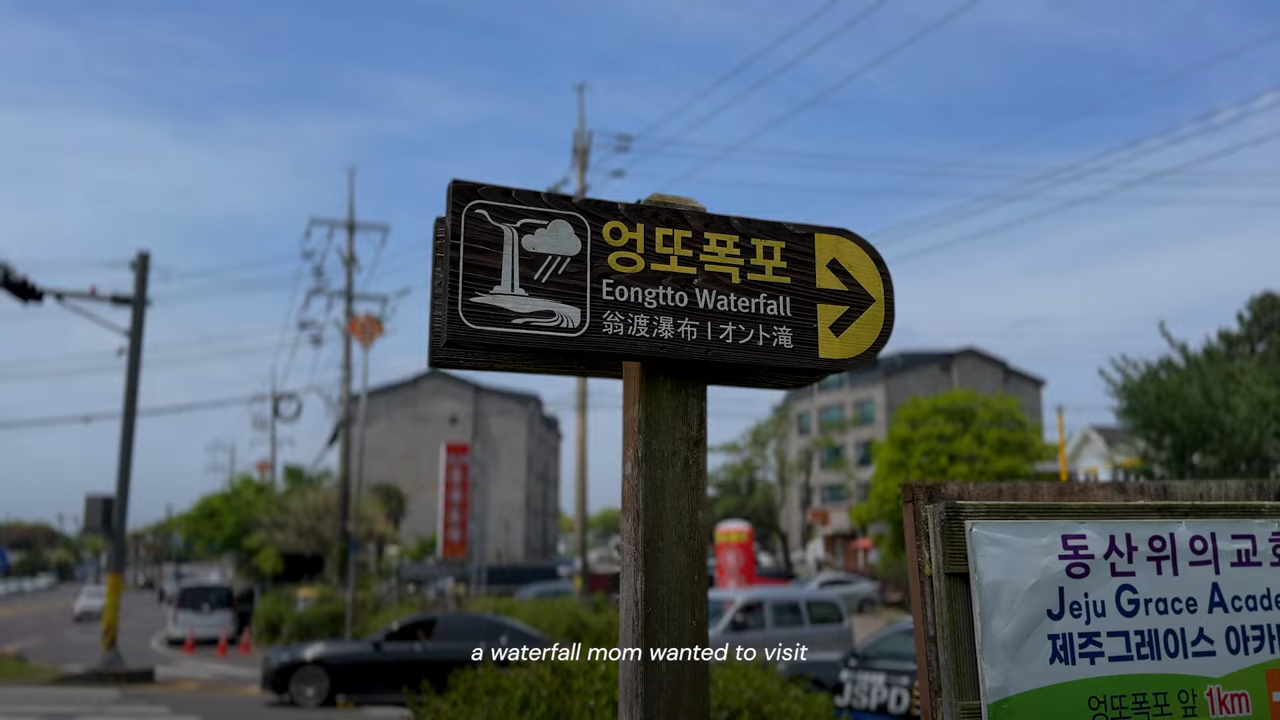 엉또폭포
Eongtto Waterfall
翁渡瀑布 | オント滝
a waterfall mom wanted to visit
동산위의교회
Jeju Grace Acade
제주그레이스 아카
엉또폭포 앞 1km
JSPD